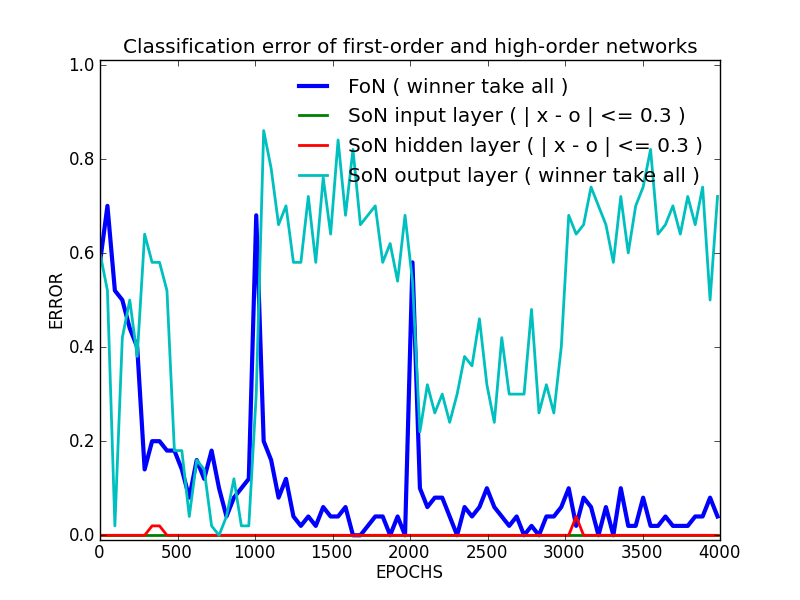 Classification error of first-order and high-order networks
1.0
0.8
0.6
0.4
0.2
0.0
ERROR
FoN ( winner take all )
SoN input layer ( | x - o | <= 0.3 )
SoN hidden layer ( | x - o | <= 0.3 )
SoN output layer ( winner take all )
0 500 1000 1500 2000 2500 3000 3500 4000
EPOCHS